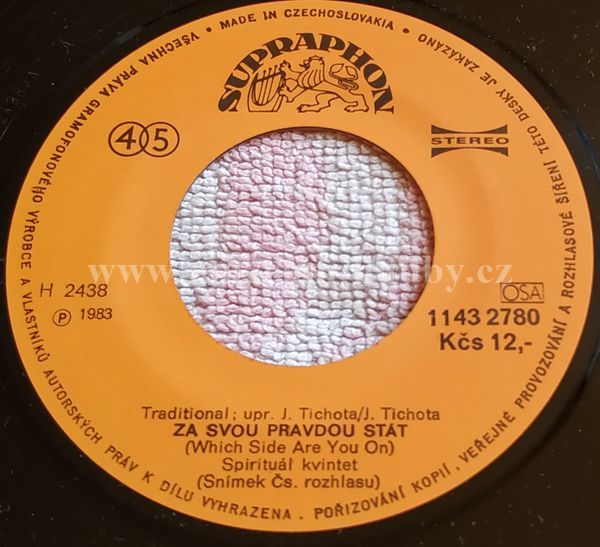 VŠECHNA PRÁVA GRAMOFONOVÉHO VÝROBCE A VLASTNÍKŮ AUTORSKÝCH PRÁV K DÍLU VYHRAZENA. POŘIZOVÁNÍ KOPIÍ, VEŘEJNÉ PROVOZOVÁNÍ A ROZHLASOVÉ ŠÍŘENÍ TÉTO DESKY JE ZAKÁZÁNO • MADE IN CZECHOSLOVAKIA •
SUPRAPHON
45
STEREO
H 2438
Ⓟ 1983
OSA
1143 2780
Kčs 12,-
Traditional; upr. J. Tichota/J. Tichota
ZA SVOU PRAVDOU STÁT
(Which Side Are You On)
Spirituál kvintet
(Snímek Čs. rozhlasu)